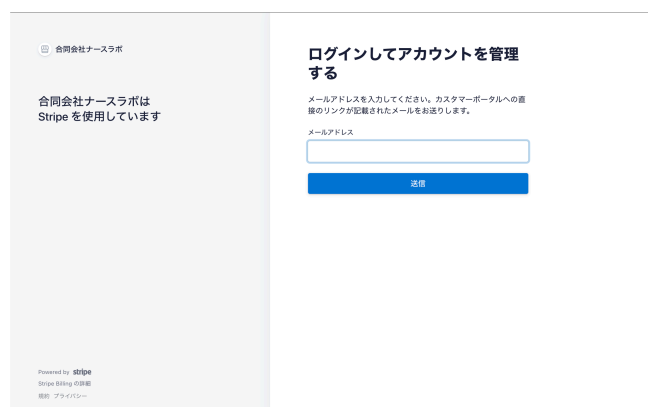 合同会社ナースラボ
合同会社ナースラボは
Stripe を使用しています
ログインしてアカウントを管理
する
メールアドレスを入力してください。カスタマーポータルへの直
接のリンクが記載されたメールをお送りします。
メールアドレス
送信
Powered by stripe
Stripe Billing の詳細
規約 プライバシー